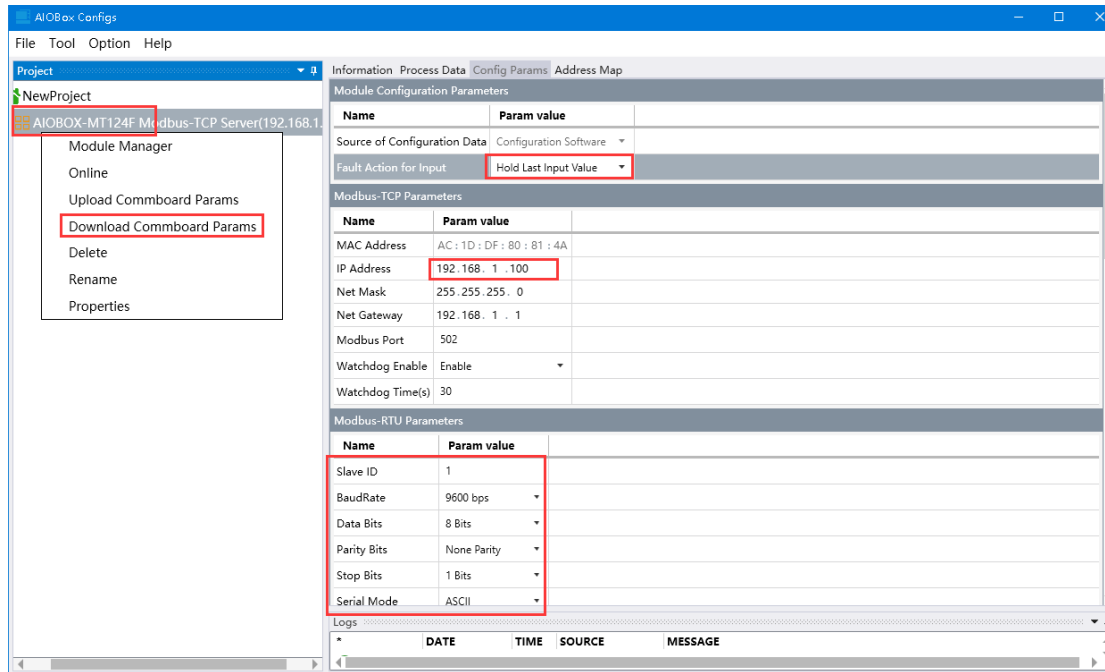 AIOBox Configs
File Tool Option Help
Project
NewProject
AIOBOX-MT124F Modbus-TCP Server(192.168.1.
Module Manager
Online
Upload Commboard Params
Download Commboard Params
Delete
Rename
Properties
Information Process Data Config Params Address Map
Module Configuration Parameters
Name Param value
Source of Configuration Data Configuration Software
Fault Action for Input Hold Last Input Value
Modbus-TCP Parameters
Name Param value
MAC Address AC : 1D : DF : 80 : 81 : 4A
IP Address 192.168. 1 .100
Net Mask 255.255.255. 0
Net Gateway 192.168. 1 . 1
Modbus Port 502
Watchdog Enable Enable
Watchdog Time(s) 30
Modbus-RTU Parameters
Name Param value
Slave ID 1
BaudRate 9600 bps
Data Bits 8 Bits
Parity Bits None Parity
Stop Bits 1 Bits
Serial Mode ASCII
Logs
* DATE TIME SOURCE MESSAGE